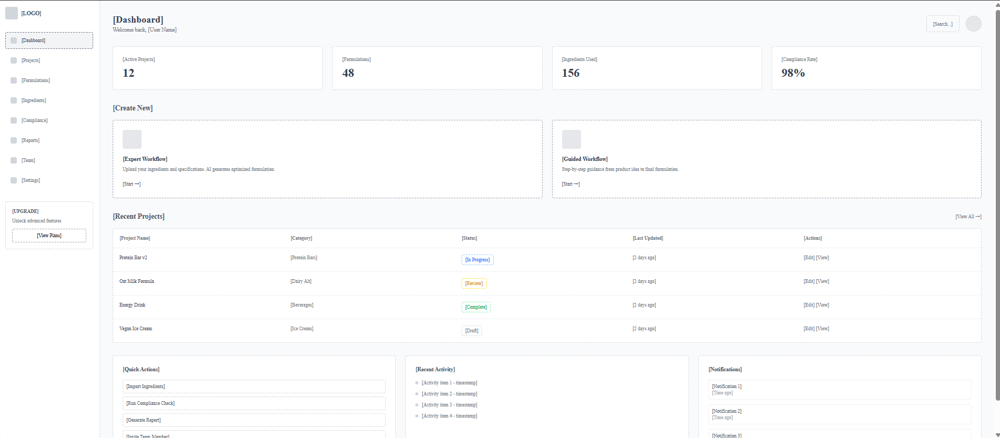 [LOGO]
[Dashboard]
[Projects]
[Formulations]
[Ingredients]
[Compliance]
[Reports]
[Team]
[Settings]
[UPGRADE]
Unlock advanced features
[View Plans]
[Dashboard]
Welcome back, [User Name]
[Search...]
[Active Projects]
12
[Formulations]
48
[Ingredients Used]
156
[Compliance Rate]
98%
[Create New]
[Expert Workflow]
Upload your ingredients and specifications. AI generates optimized formulation.
[Start →]
[Guided Workflow]
Step-by-step guidance from product idea to final formulation.
[Start →]
[Recent Projects]
[View All →]
[Project Name] [Category] [Status] [Last Updated] [Actions]
Protein Bar v2 [Protein Bars] [In Progress] [2 days ago] [Edit] [View]
Oat Milk Formula [Dairy Alt] [Review] [2 days ago] [Edit] [View]
Energy Drink [Beverages] [Complete] [2 days ago] [Edit] [View]
Vegan Ice Cream [Ice Cream] [Draft] [2 days ago] [Edit] [View]
[Quick Actions]
[Import Ingredients]
[Run Compliance Check]
[Generate Report]
[Invite Team Member]
[Recent Activity]
[Activity item 1 - timestamp]
[Activity item 2 - timestamp]
[Activity item 3 - timestamp]
[Activity item 4 - timestamp]
[Notifications]
[Notification 1]
[Time ago]
[Notification 2]
[Time ago]
[Notification 3]